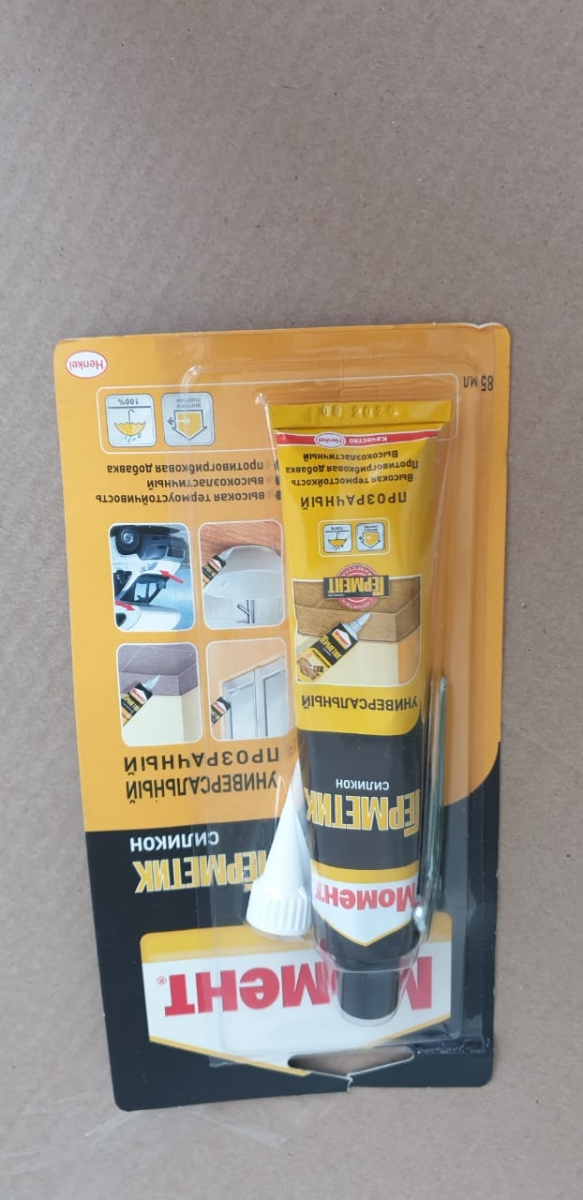 Момент®
ГЕРМЕТИК
СИЛИКОН
УНИВЕРСАЛЬНЫЙ
ПРОЗРАЧНЫЙ
ВЫСОКАЯ ТЕРМОУСТОЙЧИВОСТЬ
ВЫСОКОЭЛАСТИЧНЫЙ
ПРОТИВОГРИБКОВАЯ ДОБАВКА
100%
Henkel
85 МЛ
Момент
ГЕРМЕТИК
СИЛИКОН
УНИВЕРСАЛЬНЫЙ
ГЕРМЕНТ
100%
ПРОЗРАЧНЫЙ
Высокая термостойкость
Противогрибковая добавка
Высокоэластичный
Качество
Henkel